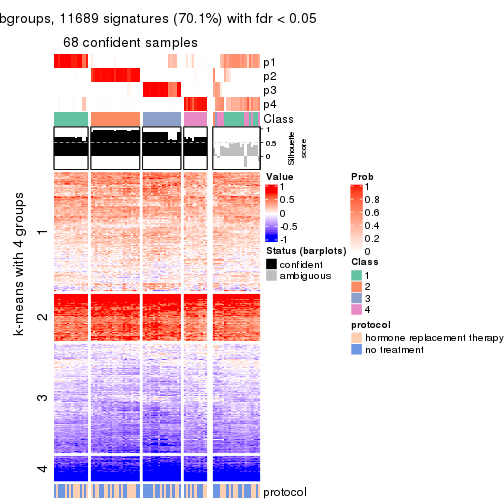 bgroups, 11689 signatures (70.1%) with fdr < 0.05
68 confident samples
p1
p2
p3
p4
Class
1
0.5
0
Silhouette
score
k-means with 4 groups
1
2
3
4
protocol
Value
1
0.5
0
-0.5
-1
Status (barplots)
confident
ambiguous
Prob
1
0.8
0.6
0.4
0.2
0
Class
1
2
3
4
protocol
hormone replacement therapy
no treatment